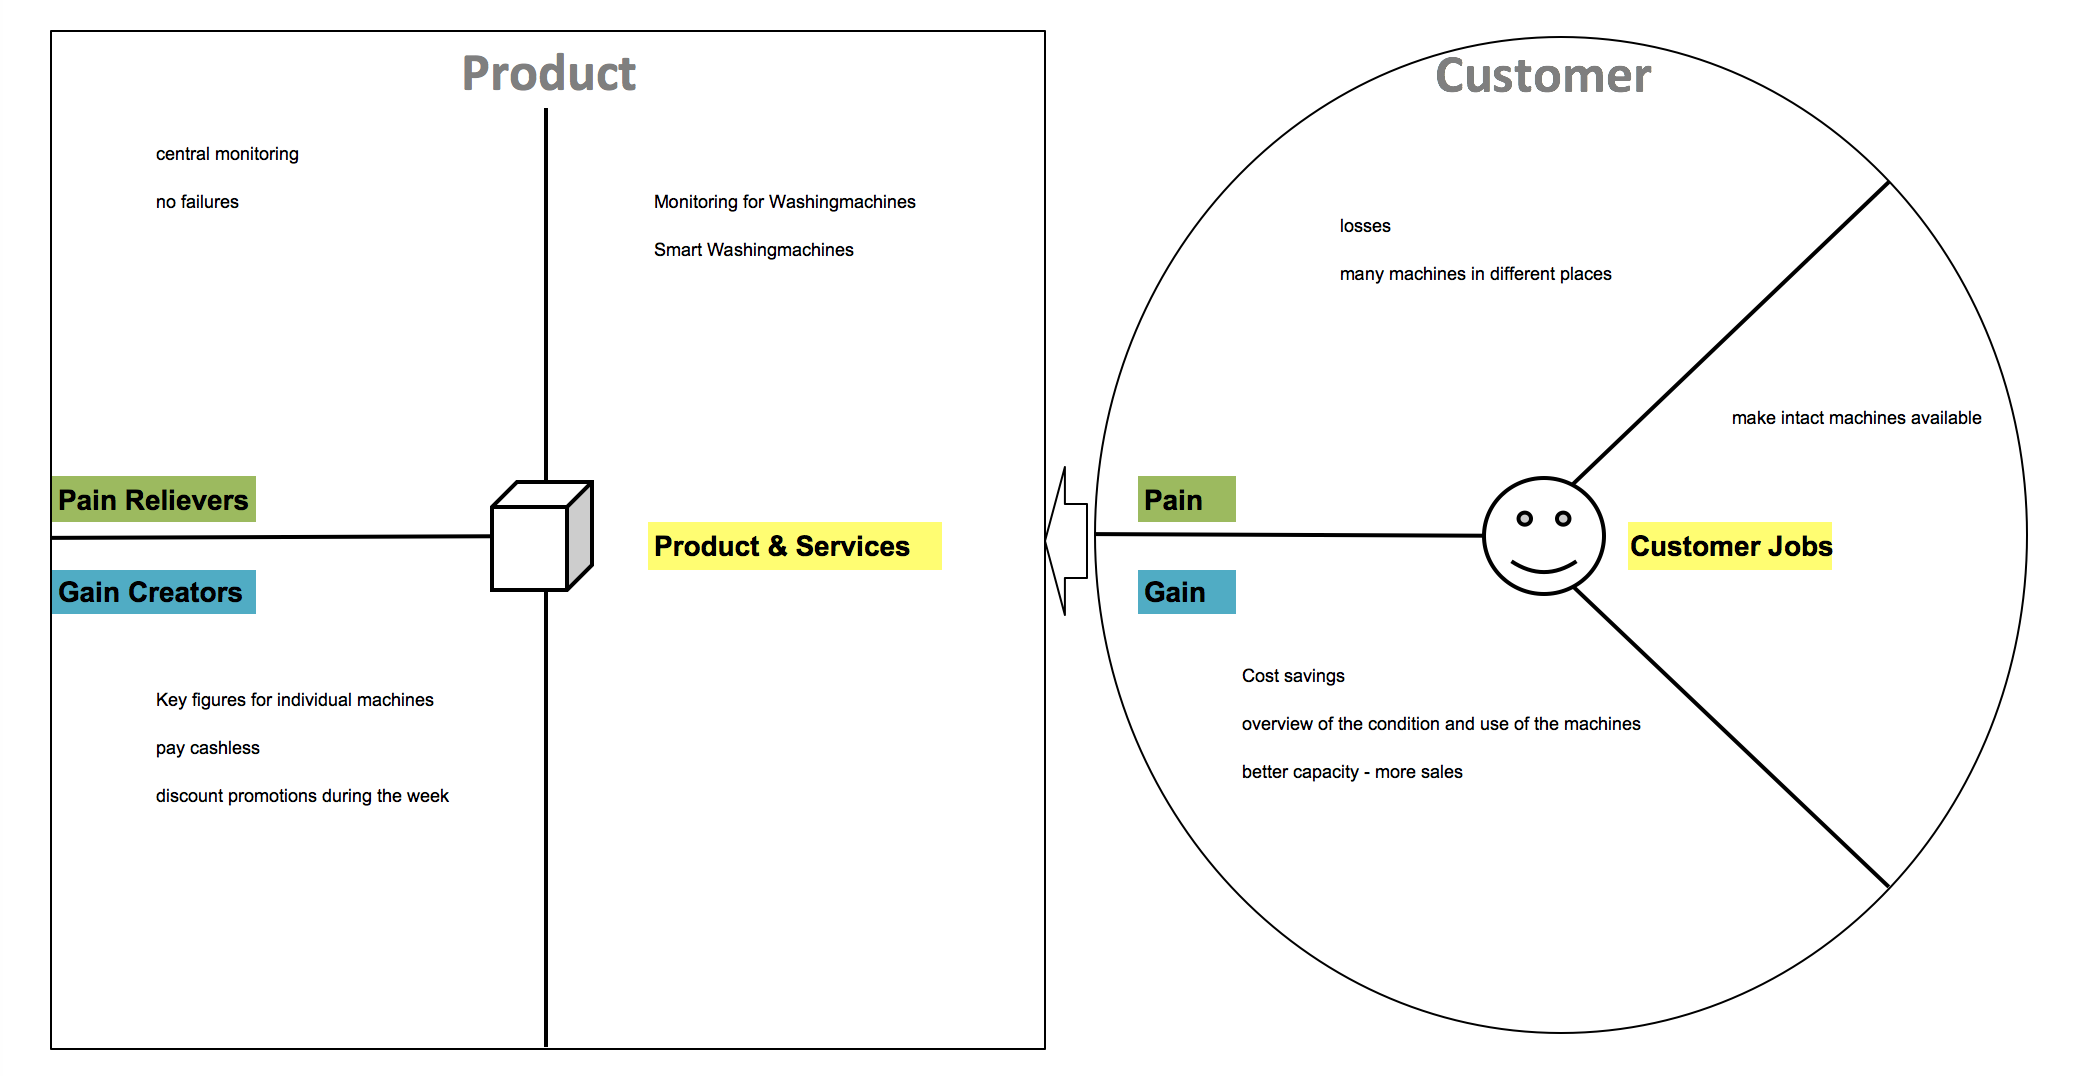 Product
central monitoring
no failures
Monitoring for Washingmachines
Smart Washingmachines
Pain Relievers
Gain Creators
Product & Services
Key figures for individual machines
pay cashless
discount promotions during the week
Customer
losses
many machines in different places
make intact machines available
Pain
Gain
Customer Jobs
Cost savings
overview of the condition and use of the machines
better capacity - more sales